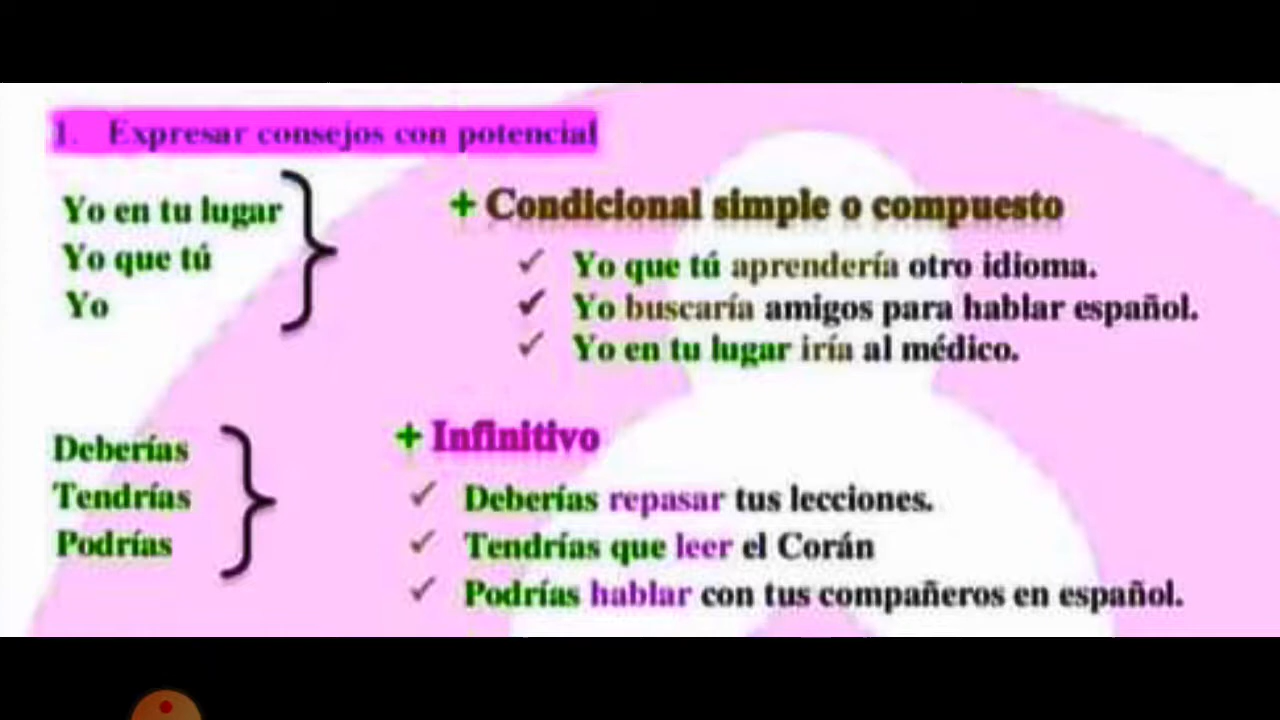 1. Expresar consejos con potencial
Yo en tu lugar
Yo que tú
Yo
+ Condicional simple o compuesto
✓ Yo que tú aprendería otro idioma.
✓ Yo buscaría amigos para hablar español.
✓ Yo en tu lugar iría al médico.
Deberías
Tendrías
Podrías
+ Infinitivo
✓ Deberías repasar tus lecciones.
✓ Tendrías que leer el Corán
✓ Podrías hablar con tus compañeros en español.